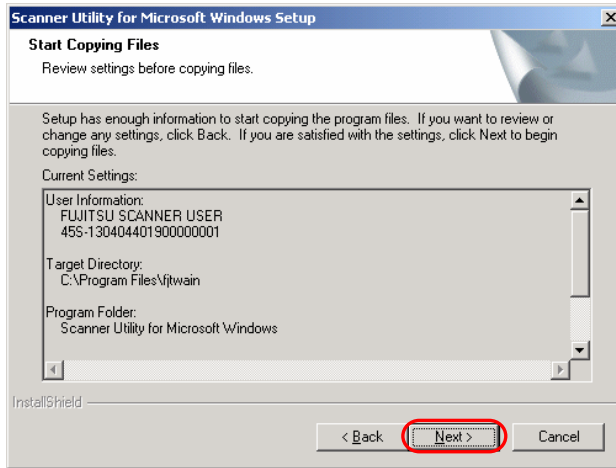 Scanner Utility for Microsoft Windows Setup
Start Copying Files
Review settings before copying files.
Setup has enough information to start copying the program files. If you want to review or
change any settings, click Back. If you are satisfied with the settings, click Next to begin
copying files.
Current Settings:
User Information:
FUJITSU SCANNER USER
45S-130404401900000001
Target Directory:
C:\Program Files\fjtwain
Program Folder:
Scanner Utility for Microsoft Windows
InstallShield
< Back
Next >
Cancel